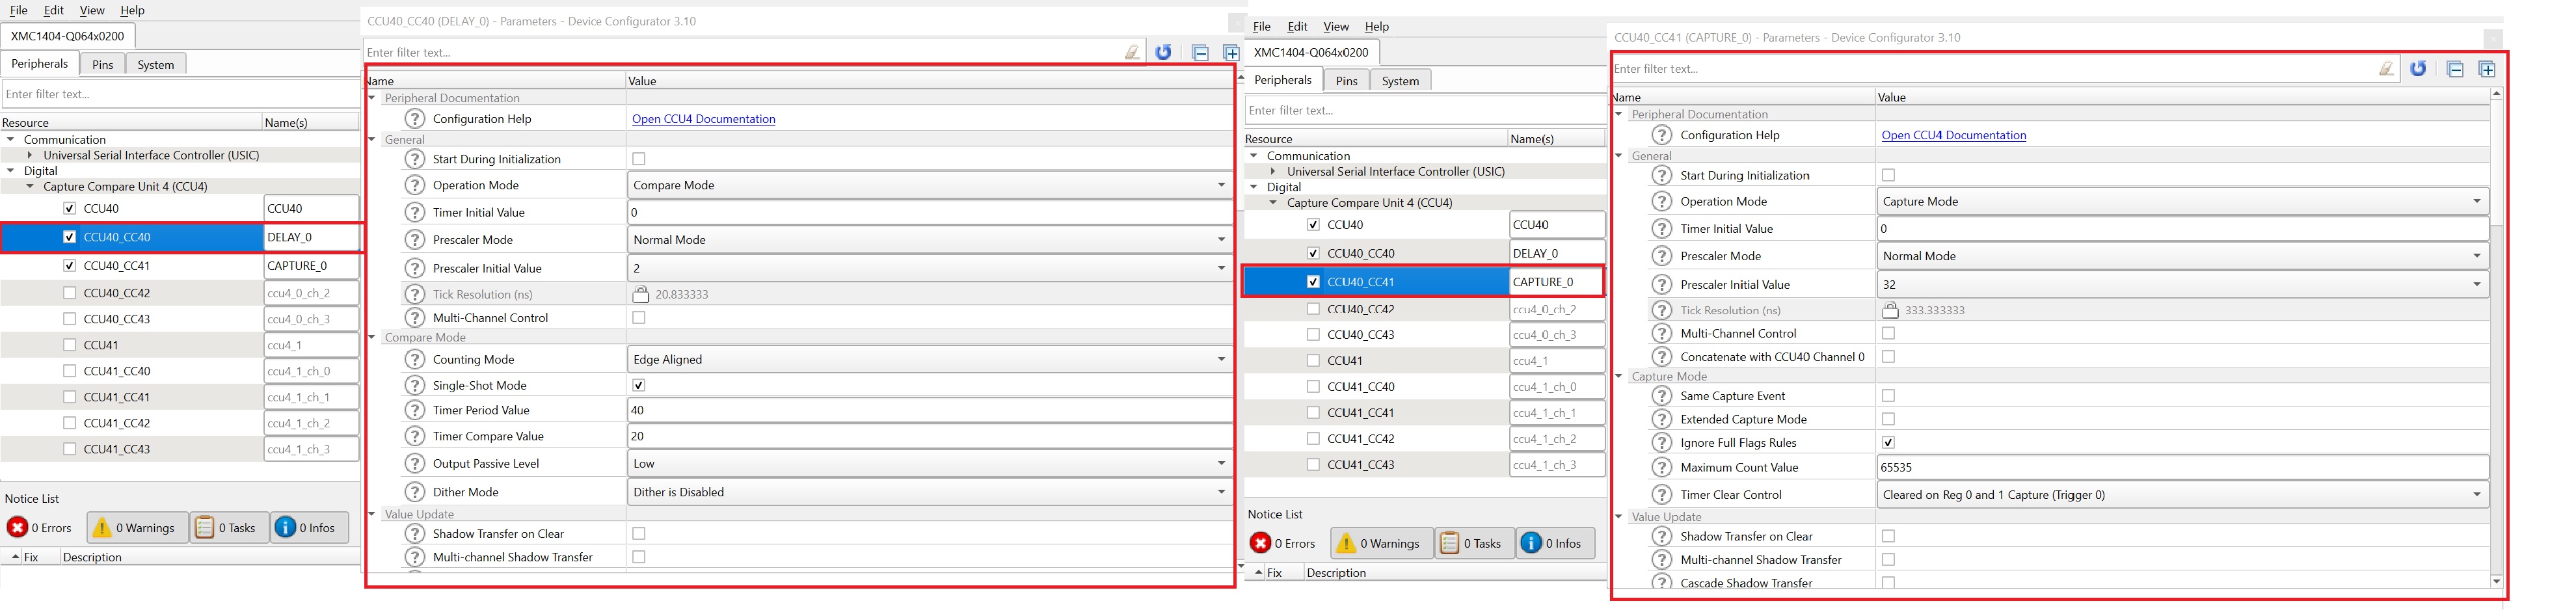 File Edit View Help
XMC1404-Q064x0200
Peripherals Pins System
Enter filter text...
Resource Name(s)
Communication
Universal Serial Interface Controller (USIC)
Digital
Capture Compare Unit 4 (CCU4)
CCU40 CCU40
CCU40_CC40 DELAY_0
CCU40_CC41 CAPTURE_0
CCU40_CC42 ccu4_0_ch_2
CCU40_CC43 ccu4_0_ch_3
CCU41 ccu4_1
CCU41_CC40 ccu4_1_ch_0
CCU41_CC41 ccu4_1_ch_1
CCU41_CC42 ccu4_1_ch_2
CCU41_CC43 ccu4_1_ch_3
Notice List
0 Errors 0 Warnings 0 Tasks 0 Infos
Fix Description
CCU40_CC40 (DELAY_0) - Parameters - Device Configurator 3.10
Enter filter text...
Name Value
Peripheral Documentation
Configuration Help Open CCU4 Documentation
General
Start During Initialization
Operation Mode Compare Mode
Timer Initial Value 0
Prescaler Mode Normal Mode
Prescaler Initial Value 2
Tick Resolution (ns) 20.833333
Multi-Channel Control
Compare Mode
Counting Mode Edge Aligned
Single-Shot Mode
Timer Period Value 40
Timer Compare Value 20
Output Passive Level Low
Dither Mode Dither is Disabled
Value Update
Shadow Transfer on Clear
Multi-channel Shadow Transfer
File Edit View Help
XMC1404-Q064x0200
Peripherals Pins System
Enter filter text...
Resource Name(s)
Communication
Universal Serial Interface Controller (USIC)
Digital
Capture Compare Unit 4 (CCU4)
CCU40 CCU40
CCU40_CC40 DELAY_0
CCU40_CC41 CAPTURE_0
CCU40_CC42 ccu4_0_ch_2
CCU40_CC43 ccu4_0_ch_3
CCU41 ccu4_1
CCU41_CC40 ccu4_1_ch_0
CCU41_CC41 ccu4_1_ch_1
CCU41_CC42 ccu4_1_ch_2
CCU41_CC43 ccu4_1_ch_3
Notice List
0 Errors 0 Warnings 0 Tasks 0 Infos
Fix Description
CCU40_CC41 (CAPTURE_0) - Parameters - Device Configurator 3.10
Enter filter text...
Name Value
Peripheral Documentation
Configuration Help Open CCU4 Documentation
General
Start During Initialization
Operation Mode Capture Mode
Timer Initial Value 0
Prescaler Mode Normal Mode
Prescaler Initial Value 32
Tick Resolution (ns) 333.333333
Multi-Channel Control
Concatenate with CCU40 Channel 0
Capture Mode
Same Capture Event
Extended Capture Mode
Ignore Full Flags Rules
Maximum Count Value 65535
Timer Clear Control Cleared on Reg 0 and 1 Capture (Trigger 0)
Value Update
Shadow Transfer on Clear
Multi-channel Shadow Transfer
Cascade Shadow Transfer